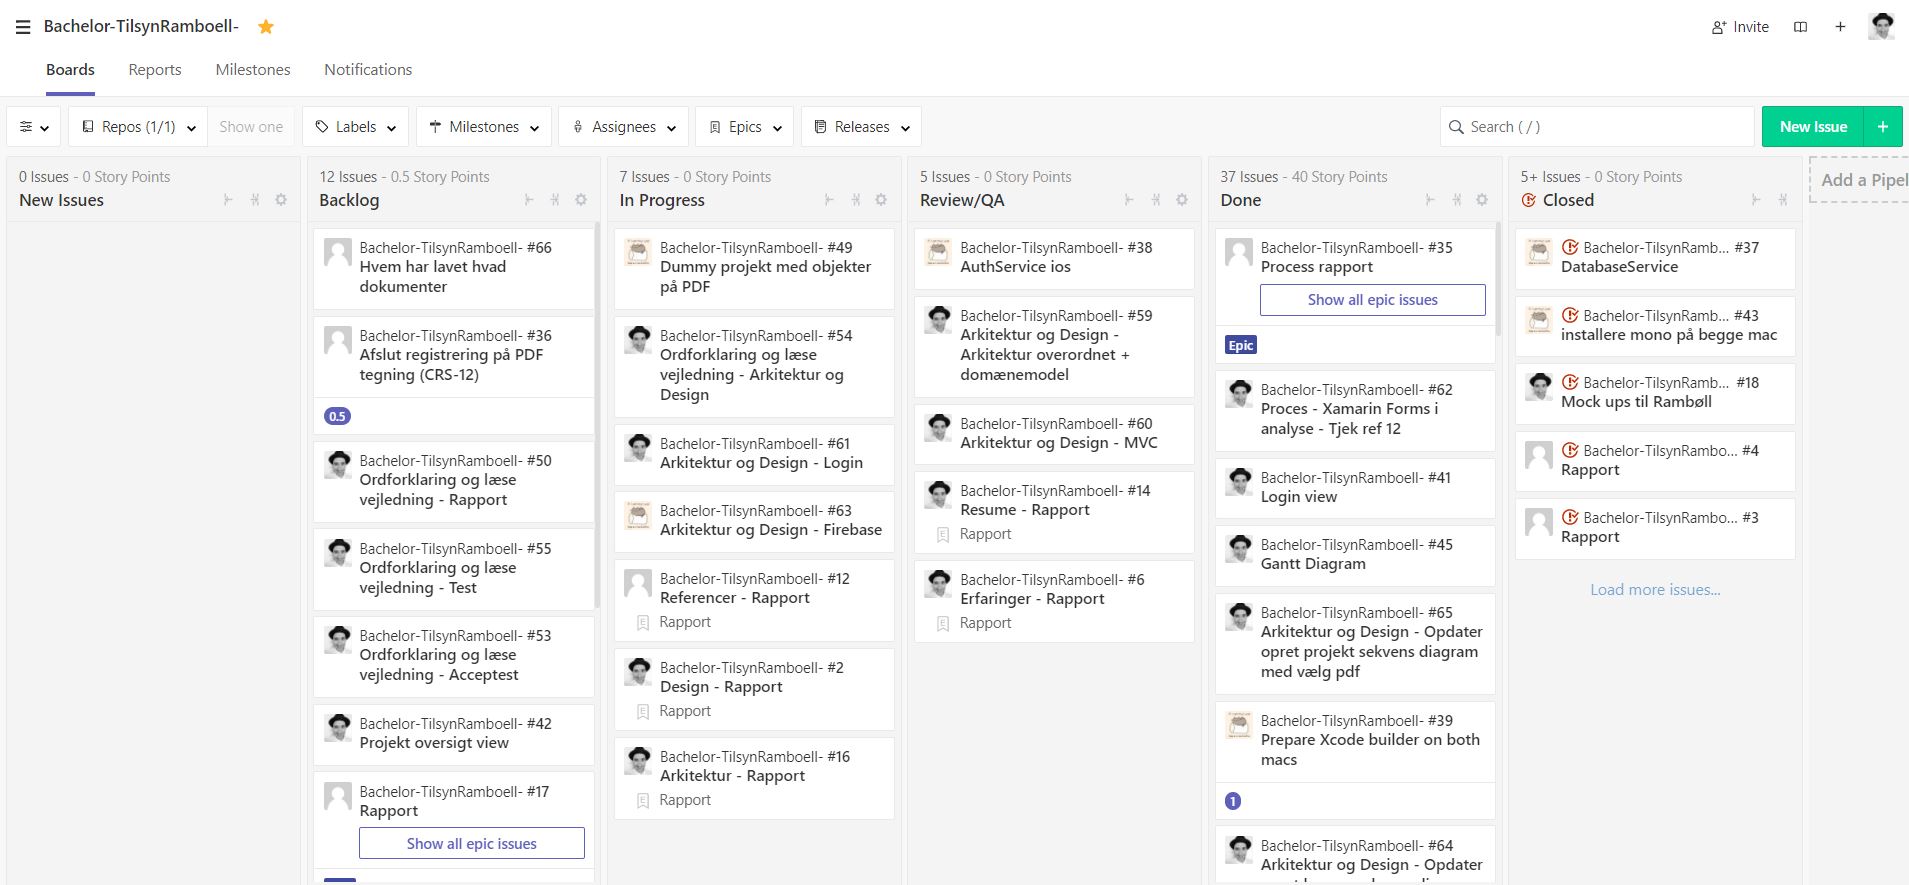 Bachelor-TilsynRamboell-
Invite
Boards
Reports
Milestones
Notifications
Repos (1/1)
Show one
Labels
Milestones
Assignees
Epics
Releases
Search ( / )
New Issue
+
0 Issues - 0 Story Points
New Issues
12 Issues - 0.5 Story Points
Backlog
Bachelor-TilsynRamboell- #66
Hvem har lavet hvad
dokumenter
Bachelor-TilsynRamboell- #36
Afslut registrering på PDF
tegning (CRS-12)
0.5
Bachelor-TilsynRamboell- #50
Ordforklaring og læse
vejledning - Rapport
Bachelor-TilsynRamboell- #55
Ordforklaring og læse
vejledning - Test
Bachelor-TilsynRamboell- #53
Ordforklaring og læse
vejledning - Acceptest
Bachelor-TilsynRamboell- #42
Projekt oversigt view
Bachelor-TilsynRamboell- #17
Rapport
Show all epic issues
7 Issues - 0 Story Points
In Progress
Bachelor-TilsynRamboell- #49
Dummy projekt med objekter
på PDF
Bachelor-TilsynRamboell- #54
Ordforklaring og læse
vejledning - Arkitektur og
Design
Bachelor-TilsynRamboell- #61
Arkitektur og Design - Login
Bachelor-TilsynRamboell- #63
Arkitektur og Design - Firebase
Bachelor-TilsynRamboell- #12
Referencer - Rapport
Rapport
Bachelor-TilsynRamboell- #2
Design - Rapport
Rapport
Bachelor-TilsynRamboell- #16
Arkitektur - Rapport
Rapport
5 Issues - 0 Story Points
Review/QA
Bachelor-TilsynRamboell- #38
AuthService ios
Bachelor-TilsynRamboell- #59
Arkitektur og Design -
Arkitektur overordnet +
domænemodel
Bachelor-TilsynRamboell- #60
Arkitektur og Design - MVC
Bachelor-TilsynRamboell- #14
Resume - Rapport
Rapport
Bachelor-TilsynRamboell- #6
Erfaringer - Rapport
Rapport
37 Issues - 40 Story Points
Done
Bachelor-TilsynRamboell- #35
Process rapport
Show all epic issues
Epic
Bachelor-TilsynRamboell- #62
Proces - Xamarin Forms i
analyse - Tjek ref 12
Bachelor-TilsynRamboell- #41
Login view
Bachelor-TilsynRamboell- #45
Gantt Diagram
Bachelor-TilsynRamboell- #65
Arkitektur og Design - Opdater
opret projekt sekvens diagram
med vælg pdf
Bachelor-TilsynRamboell- #39
Prepare Xcode builder on both
macs
1
Bachelor-TilsynRamboell- #64
Arkitektur og Design - Opdater
5+ Issues - 0 Story Points
Closed
Bachelor-TilsynRamb... #37
DatabaseService
Bachelor-TilsynRamb... #43
installere mono på begge mac
Bachelor-TilsynRamb... #18
Mock ups til Rambøll
Bachelor-TilsynRambo... #4
Rapport
Bachelor-TilsynRambo... #3
Rapport
Load more issues...
Add a Pipel